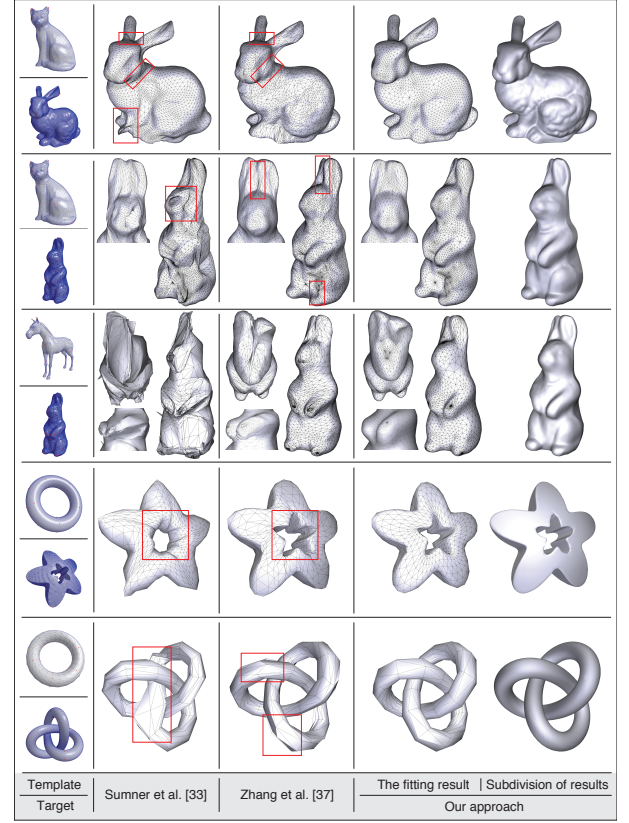 Template
Target
Sumner et al. [33]
Zhang et al. [37]
The fitting result | Subdivision of results
Our approach